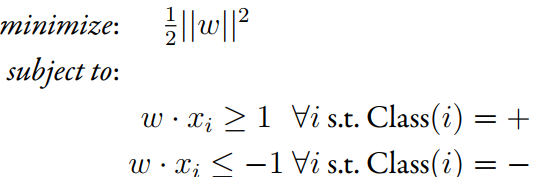 minimize: ½||w||²
subject to:
w · xᵢ ≥ 1 ∀i s.t. Class(i) = +
w · xᵢ ≤ −1 ∀i s.t. Class(i) = −